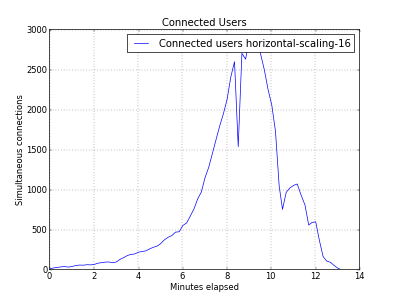 Connected Users
Connected users horizontal-scaling-16
3000
2500
2000
1500
1000
500
0
Simultaneous connections
0 2 4 6 8 10 12 14
Minutes elapsed